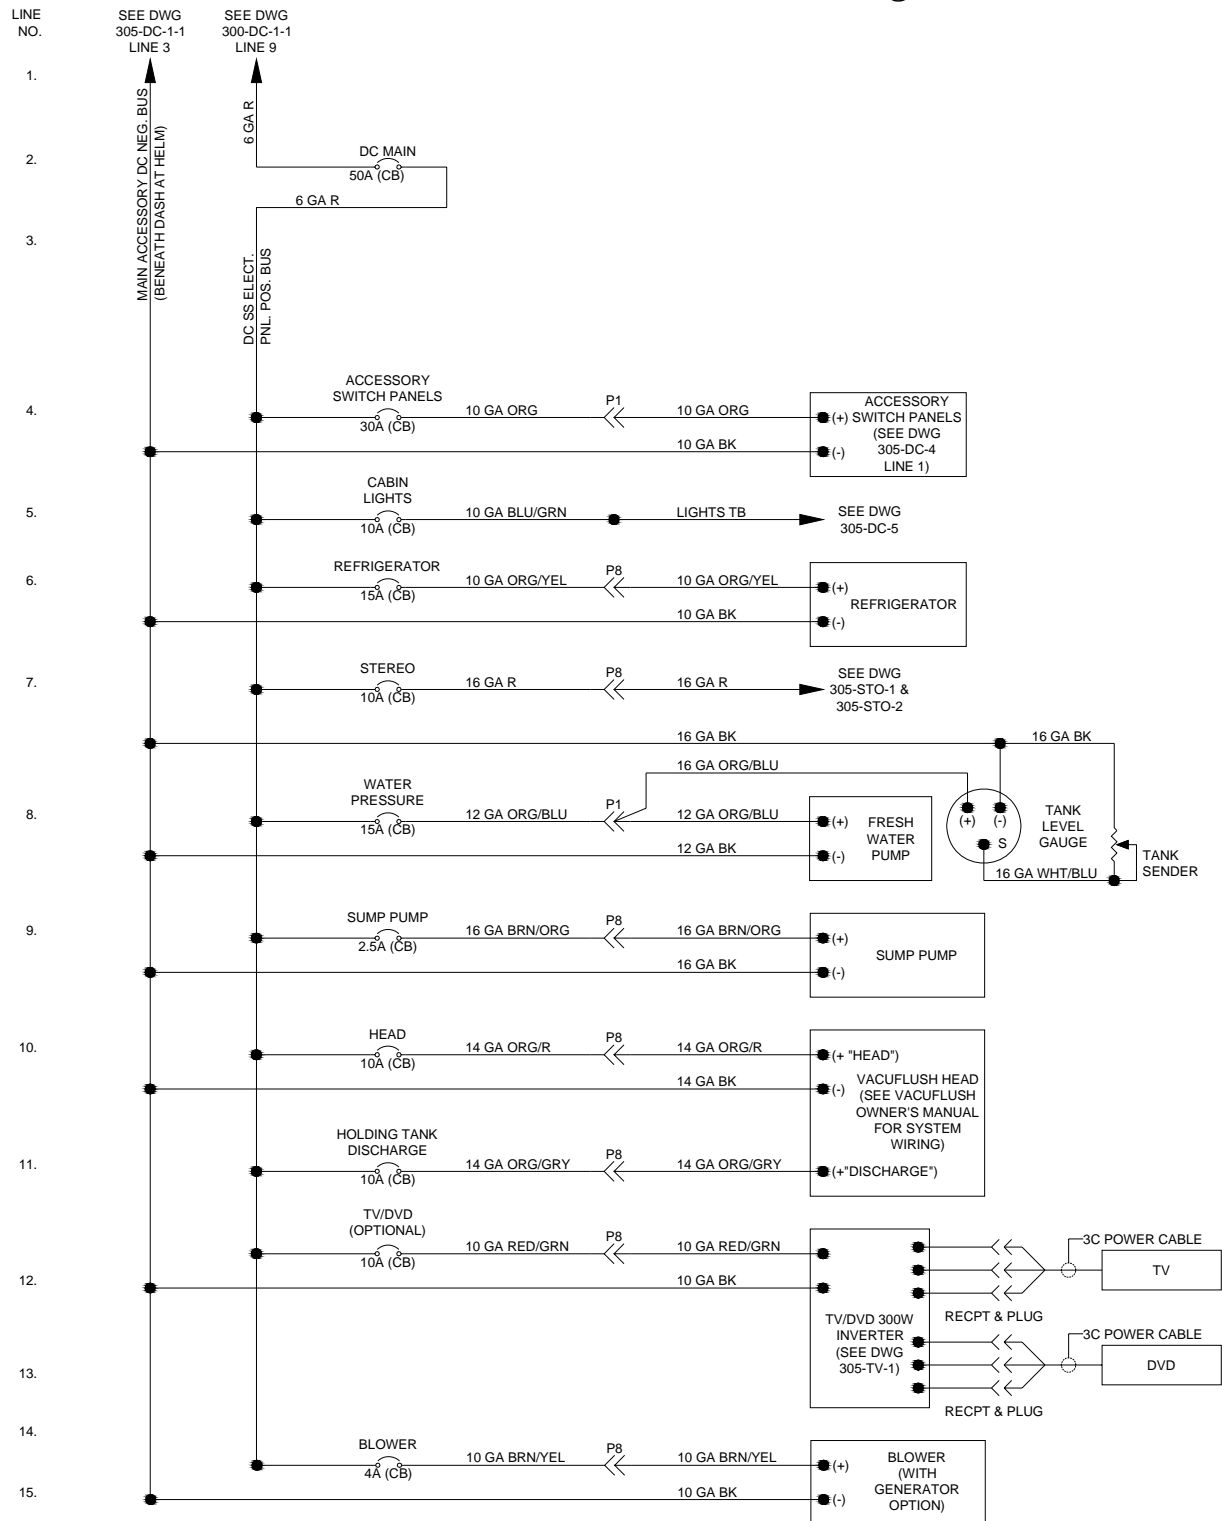 LINE
NO.
SEE DWG
305-DC-1-1
LINE 3
SEE DWG
300-DC-1-1
LINE 9
1.
MAIN ACCESSORY DC NEG. BUS
(BENEATH DASH AT HELM)
6 GA R
2.
DC MAIN
50A (CB)
6 GA R
3.
DC SS ELECT.
PNL. POS. BUS
4.
ACCESSORY
SWITCH PANELS
30A (CB)
10 GA ORG
P1
10 GA ORG
10 GA BK
(+)
(-)
ACCESSORY
SWITCH PANELS
(SEE DWG
305-DC-4
LINE 1)
5.
CABIN
LIGHTS
10A (CB)
10 GA BLU/GRN
LIGHTS TB
SEE DWG
305-DC-5
6.
REFRIGERATOR
15A (CB)
10 GA ORG/YEL
P8
10 GA ORG/YEL
10 GA BK
(+)
REFRIGERATOR
(-)
7.
STEREO
10A (CB)
16 GA R
P8
16 GA R
SEE DWG
305-STO-1 &
305-STO-2
16 GA BK
16 GA BK
16 GA ORG/BLU
8.
WATER
PRESSURE
15A (CB)
12 GA ORG/BLU
P1
12 GA ORG/BLU
12 GA BK
(+)
(-)
FRESH
WATER
PUMP
(+)
(-)
S
TANK
LEVEL
GAUGE
16 GA WHT/BLU
TANK
SENDER
9.
SUMP PUMP
2.5A (CB)
16 GA BRN/ORG
P8
16 GA BRN/ORG
16 GA BK
(+)
SUMP PUMP
(-)
10.
HEAD
10A (CB)
14 GA ORG/R
P8
14 GA ORG/R
14 GA BK
(+ "HEAD")
(-)
VACUFLUSH HEAD
(SEE VACUFLUSH
OWNER'S MANUAL
FOR SYSTEM
WIRING)
11.
HOLDING TANK
DISCHARGE
10A (CB)
14 GA ORG/GRY
P8
14 GA ORG/GRY
(+"DISCHARGE")
TV/DVD
(OPTIONAL)
10A (CB)
10 GA RED/GRN
P8
10 GA RED/GRN
12.
10 GA BK
3C POWER CABLE
TV
RECPT & PLUG
TV/DVD 300W
INVERTER
(SEE DWG
305-TV-1)
3C POWER CABLE
DVD
13.
RECPT & PLUG
14.
BLOWER
4A (CB)
10 GA BRN/YEL
P8
10 GA BRN/YEL
15.
10 GA BK
(+)
(-)
BLOWER
(WITH
GENERATOR
OPTION)